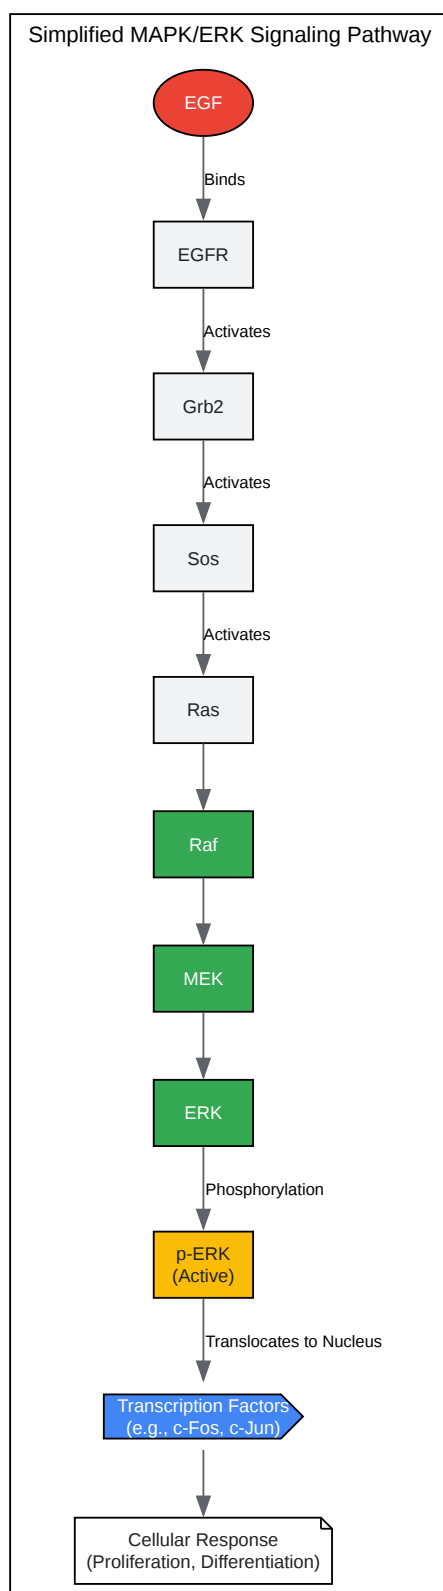 Simplified MAPK/ERK Signaling Pathway
EGF
Binds
EGFR
Activates
Grb2
Activates
Sos
Activates
Ras
Raf
MEK
ERK
Phosphorylation
p-ERK
(Active)
Translocates to Nucleus
Transcription Factors
(e.g., c-Fos, c-Jun)
Cellular Response
(Proliferation, Differentiation)